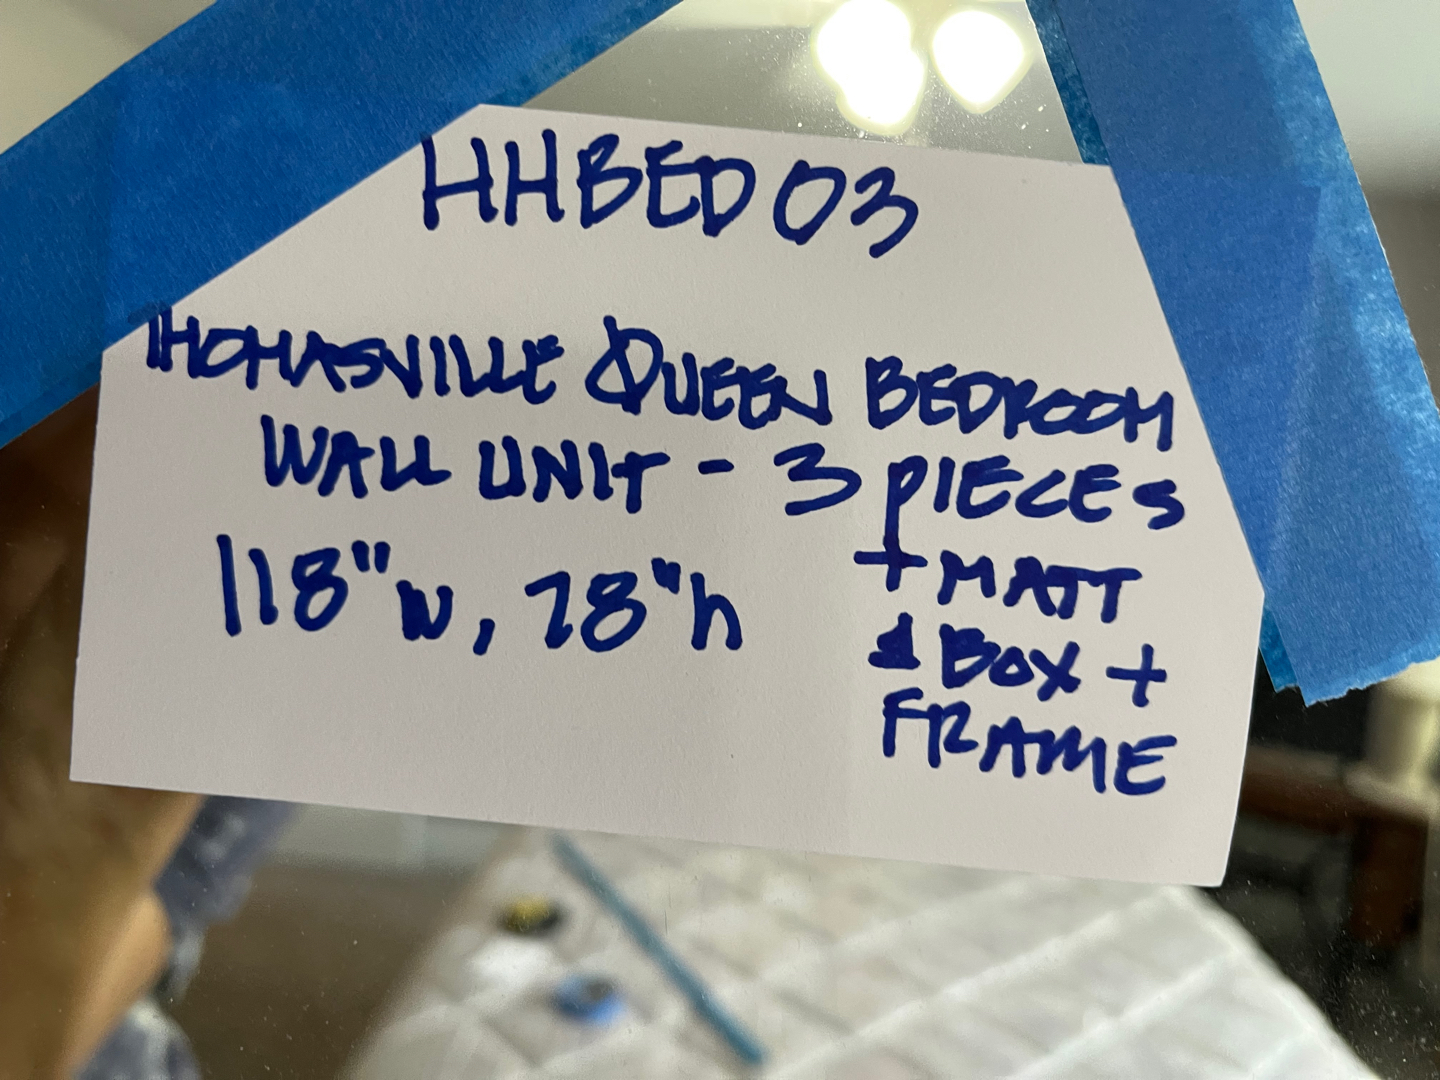 HHBED03
THOMASVILLE QUEEN BEDROOM
WALL UNIT - 3 PIECES
118"W, 78"h
+ MATT
& BOX +
FRAME